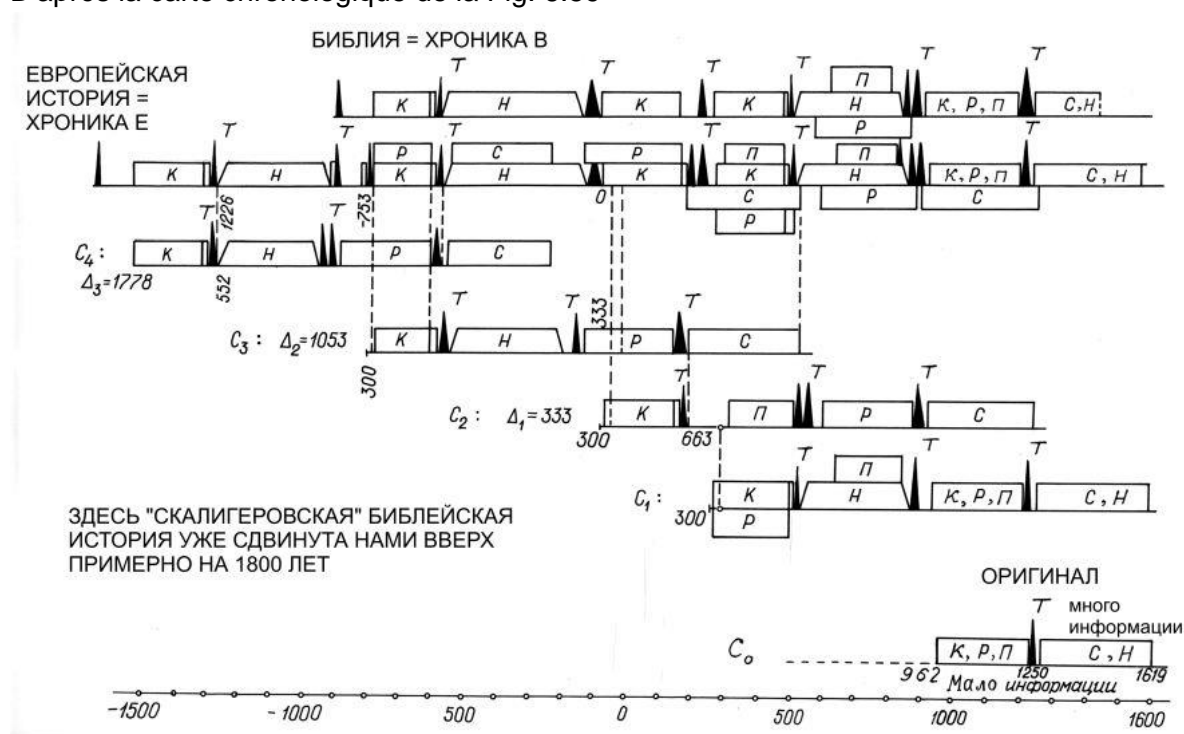 БИБЛИЯ = ХРОНИКА В
ЕВРОПЕЙСКАЯ
ИСТОРИЯ =
ХРОНИКА Е
T T T T T T
К Н К К П Н Р К, Р, П С,Н
T T T T T T T
К Н Р К С Н Р К П К С Р П Н Р К,Р,П С С, Н
1226 -753 0
T T T
C₄ : К Н Р С
Δ₃=1778 552
T T T
C₃ : Δ₂=1053 К Н Р С
300 333
T T T
C₂ : Δ₁=333 К П Р С
300 663
T T T
C₁ : К Р П Н К,Р,П С,Н
300
ЗДЕСЬ "СКАЛИГЕРОВСКАЯ" БИБЛЕЙСКАЯ
ИСТОРИЯ УЖЕ СДВИНУТА НАМИ ВВЕРХ
ПРИМЕРНО НА 1800 ЛЕТ
ОРИГИНАЛ
T много
информации
C₀ К, Р,П С,Н
962 1250 1619
Мало информации
-1500 -1000 500 0 500 1000 1600